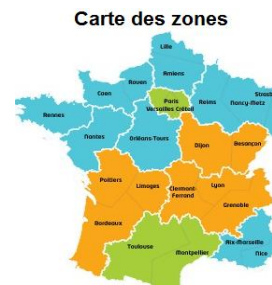 Carte des zones
Lille
Amiens
Rouen
Caen
Paris
Versailles Créteil
Reims
Nancy-Metz
Strasb
Rennes
Nantes
Orléans-Tours
Dijon
Besançon
Poitiers
Limoges
Clermont-
Ferrand
Lyon
Grenoble
Bordeaux
Toulouse
Montpellier
Aix-Marseille
Nice